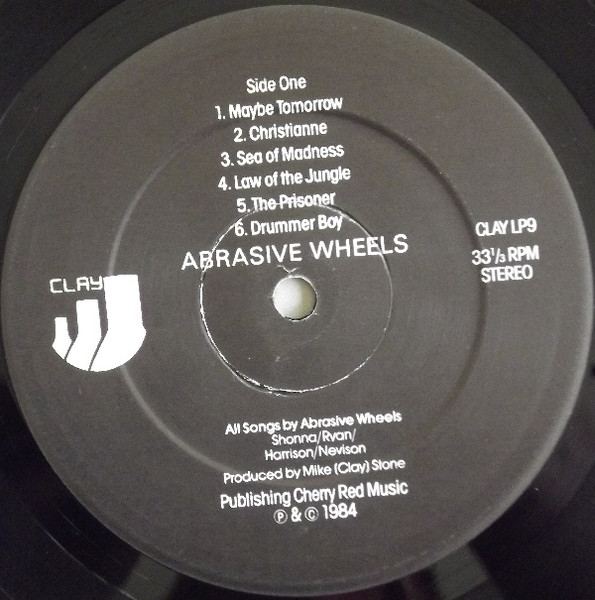 Side One
1. Maybe Tomorrow
2. Christianne
3. Sea of Madness
4. Law of the Jungle
5. The Prisoner
6. Drummer Boy
ABRASIVE WHEELS
CLAY LP9
33⅓ RPM
STEREO
CLAY
All Songs by Abrasive Wheels
Shonna/Ryan/
Harrison/Nevison
Produced by Mike (Clay) Stone
Publishing Cherry Red Music
℗ & © 1984